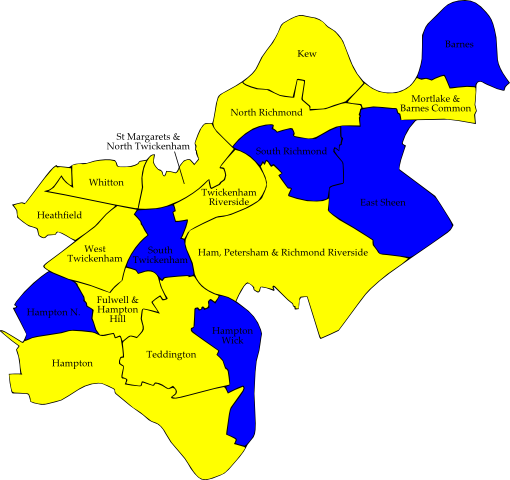 Barnes
Kew
Mortlake &
Barnes Common
North Richmond
St Margarets &
North Twickenham
South Richmond
Whitton
Twickenham
Riverside
East Sheen
Heathfield
West
Twickenham
South
Twickenham
Ham, Petersham & Richmond Riverside
Hampton N.
Fulwell &
Hampton
Hill
Hampton
Wick
Teddington
Hampton